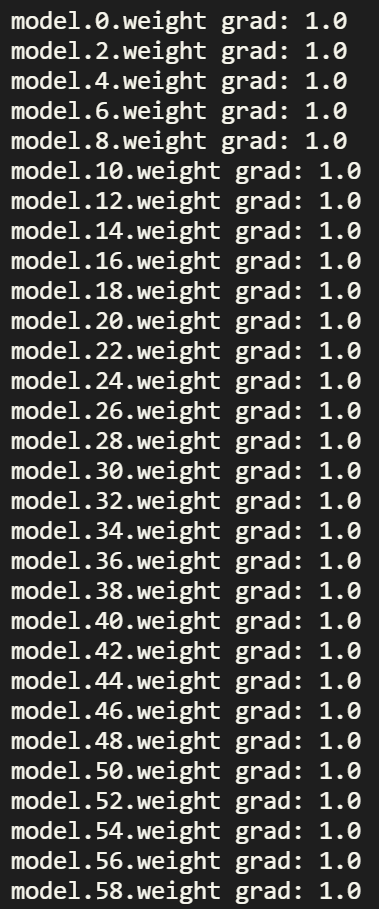 model.0.weight grad: 1.0
model.2.weight grad: 1.0
model.4.weight grad: 1.0
model.6.weight grad: 1.0
model.8.weight grad: 1.0
model.10.weight grad: 1.0
model.12.weight grad: 1.0
model.14.weight grad: 1.0
model.16.weight grad: 1.0
model.18.weight grad: 1.0
model.20.weight grad: 1.0
model.22.weight grad: 1.0
model.24.weight grad: 1.0
model.26.weight grad: 1.0
model.28.weight grad: 1.0
model.30.weight grad: 1.0
model.32.weight grad: 1.0
model.34.weight grad: 1.0
model.36.weight grad: 1.0
model.38.weight grad: 1.0
model.40.weight grad: 1.0
model.42.weight grad: 1.0
model.44.weight grad: 1.0
model.46.weight grad: 1.0
model.48.weight grad: 1.0
model.50.weight grad: 1.0
model.52.weight grad: 1.0
model.54.weight grad: 1.0
model.56.weight grad: 1.0
model.58.weight grad: 1.0